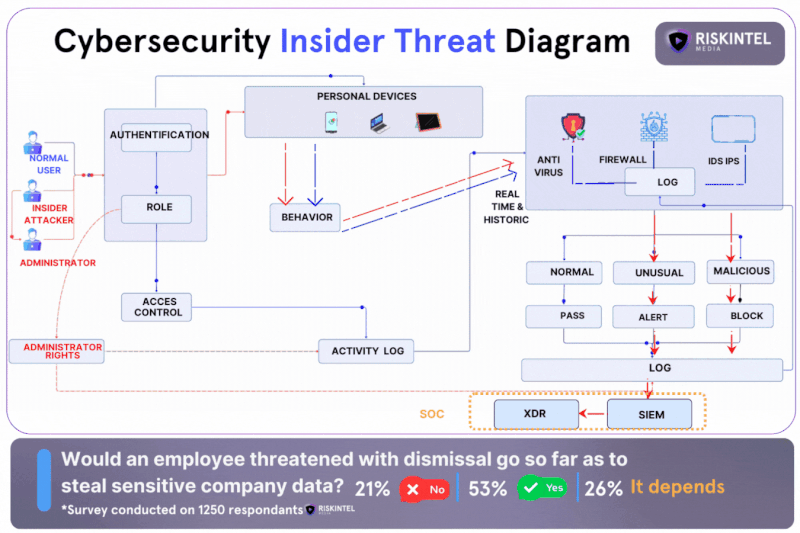 Cybersecurity Insider Threat Diagram
RISKINTEL
MEDIA
PERSONAL DEVICES
AUTHENTIFICATION
NORMAL
USER
INSIDER
ATTACKER
ADMINISTRATOR
ROLE
BEHAVIOR
ANTI
VIRUS
FIREWALL
IDS IPS
LOG
REAL
TIME &
HISTORIC
ACCES
CONTROL
NORMAL
UNUSUAL
MALICIOUS
PASS
ALERT
BLOCK
ADMINISTRATOR
RIGHTS
ACTIVITY LOG
LOG
SOC
XDR
SIEM
Would an employee threatened with dismissal go so far as to
steal sensitive company data? 21% No 53% Yes 26% It depends
*Survey conducted on 1250 respondants RISKINTEL
MEDIA